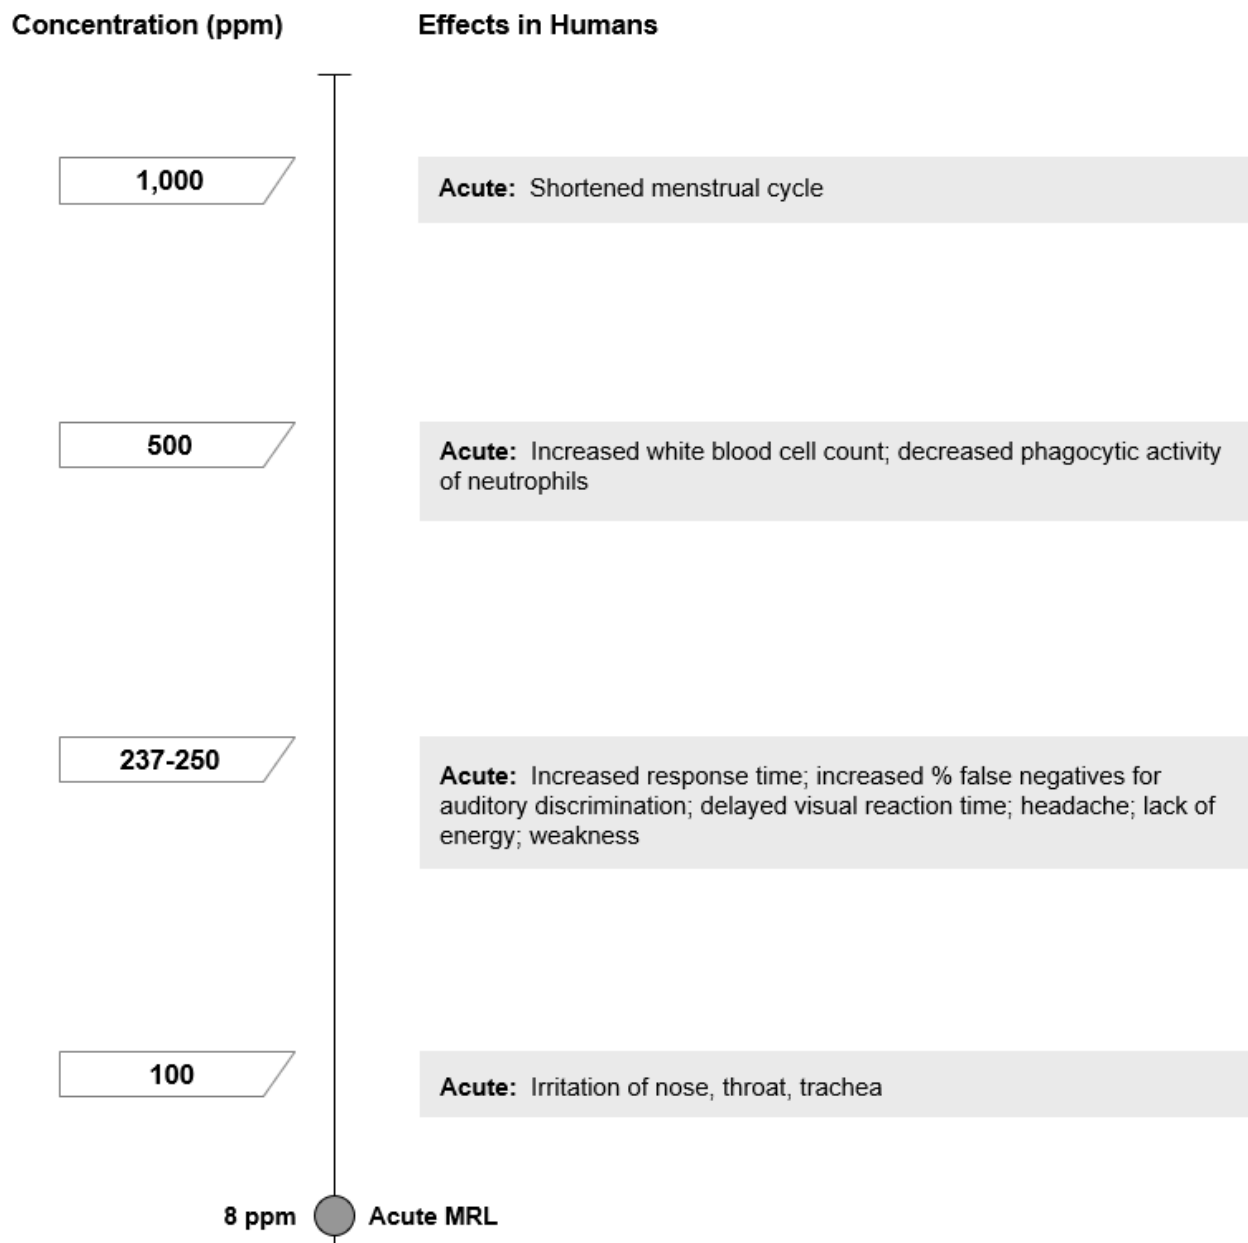 Concentration (ppm) Effects in Humans
1,000
Acute: Shortened menstrual cycle
500
Acute: Increased white blood cell count; decreased phagocytic activity
of neutrophils
237-250
Acute: Increased response time; increased % false negatives for
auditory discrimination; delayed visual reaction time; headache; lack of
energy; weakness
100
Acute: Irritation of nose, throat, trachea
8 ppm Acute MRL